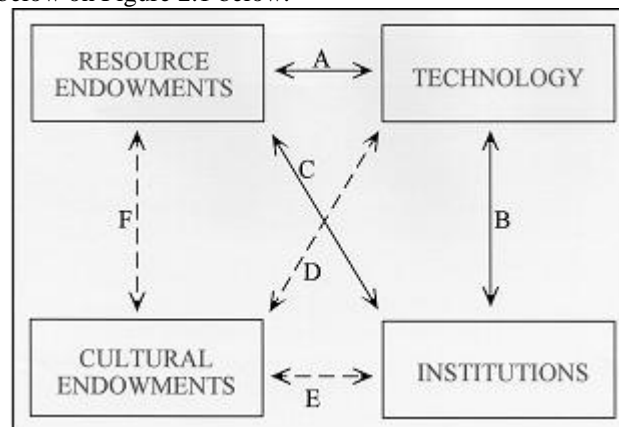 below on Figure 2.1 below.
RESOURCE
ENDOWMENTS
A
TECHNOLOGY
C
F
B
D
CULTURAL
ENDOWMENTS
E
INSTITUTIONS